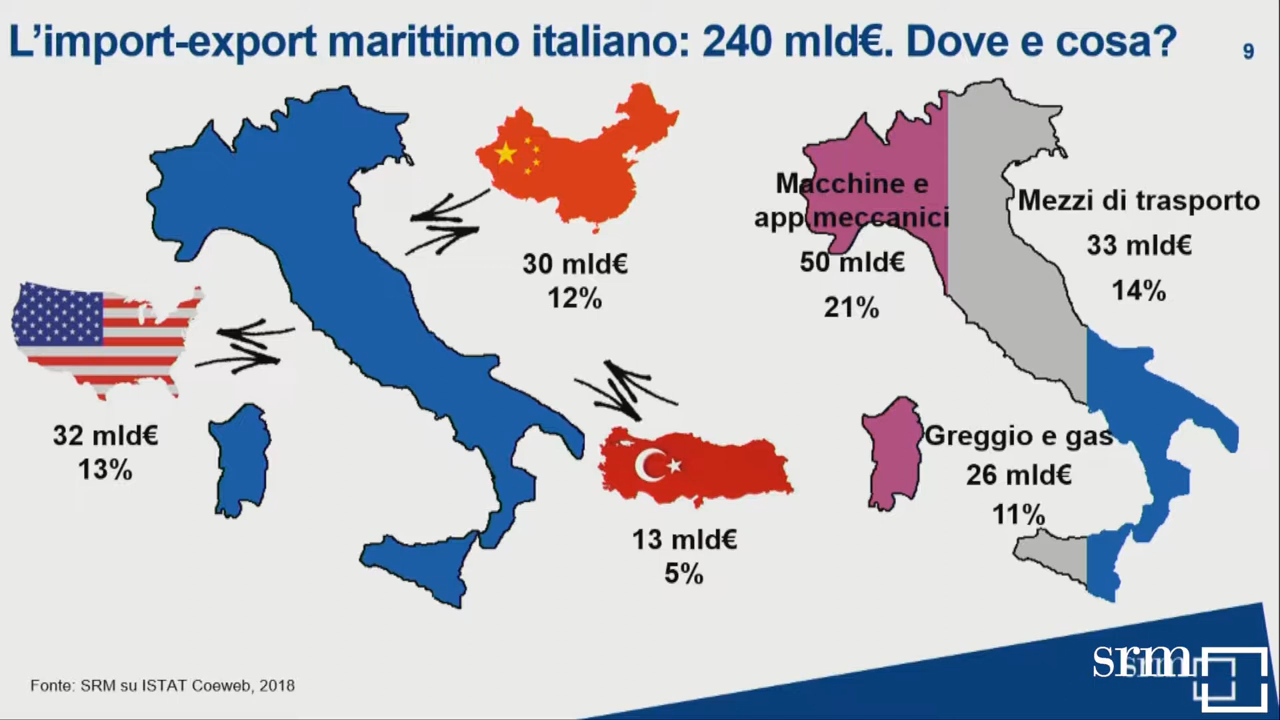 L’import-export marittimo italiano: 240 mld€. Dove e cosa?
9
30 mld€
12%
32 mld€
13%
13 mld€
5%
Macchine e
app.meccanici
50 mld€
21%
Mezzi di trasporto
33 mld€
14%
Greggio e gas
26 mld€
11%
Fonte: SRM su ISTAT Coeweb, 2018
srm
srm